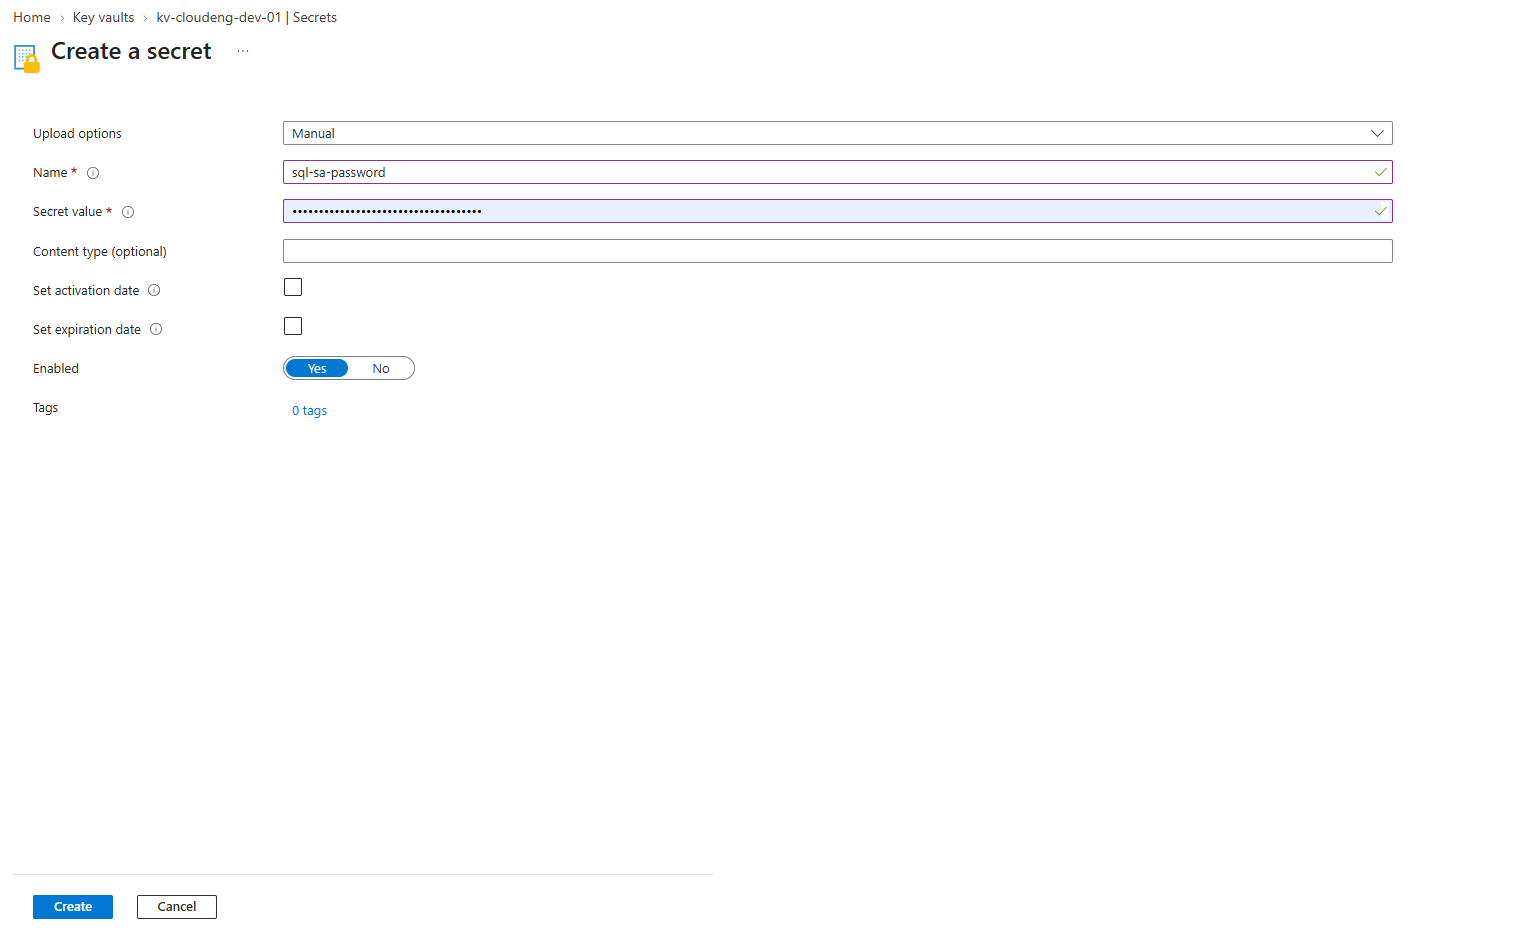 Home > Key vaults > kv-cloudeng-dev-01 | Secrets
Create a secret ...
Upload options Manual
Name * sql-sa-password
Secret value * ••••••••••••••••••••••••••••••••••••
Content type (optional)
Set activation date
Set expiration date
Enabled Yes No
Tags 0 tags
Create Cancel